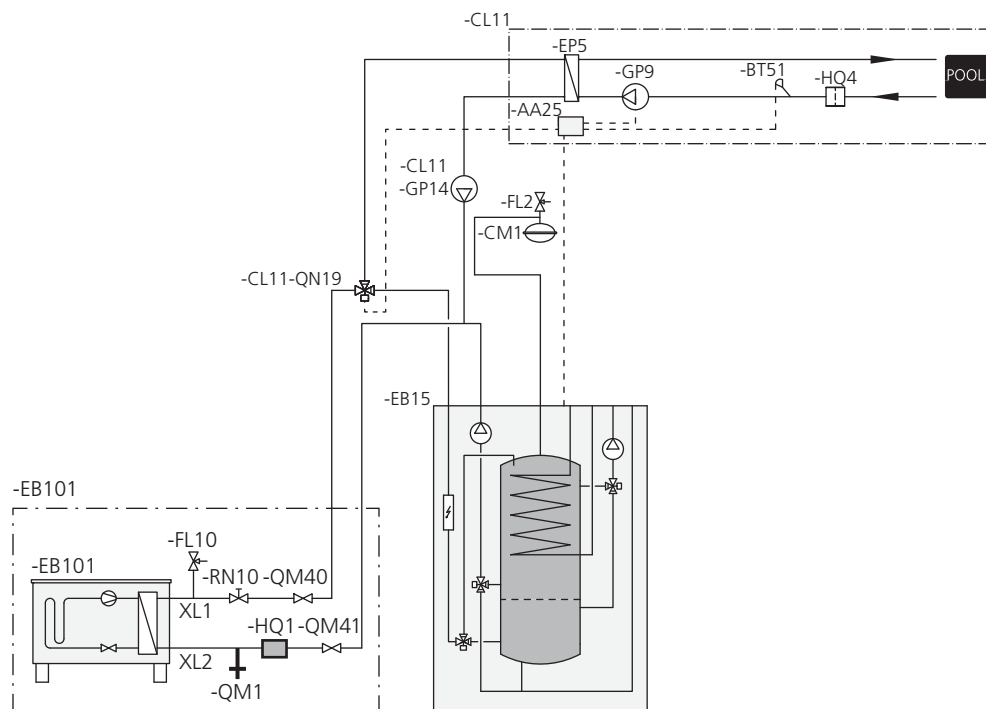 -CL11
-EP5
-GP9
-BT51
-HQ4
POOL
-AA25
-CL11
-GP14
-FL2
-CM1
-CL11-QN19
-EB15
-EB101
-FL10
-EB101
-RN10 -QM40
XL1
-HQ1 -QM41
XL2
-QM1